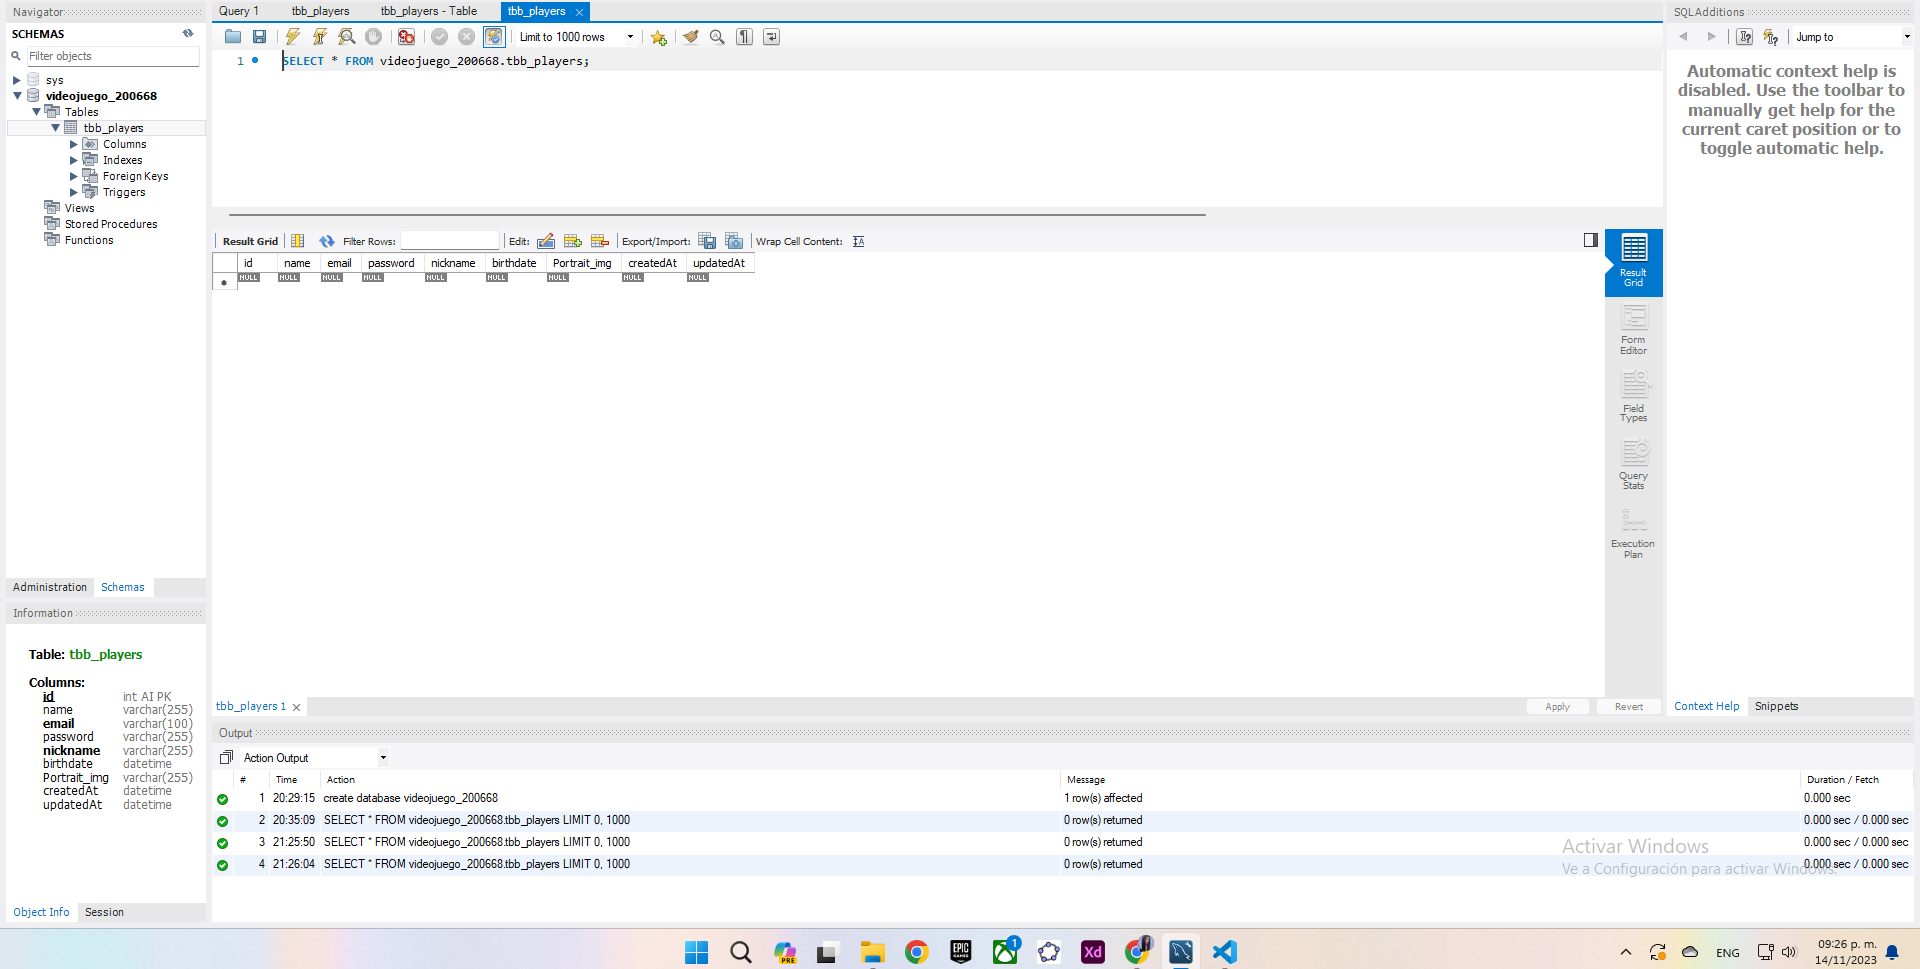 Navigator
SCHEMAS
Filter objects
sys
videojuego_200668
Tables
tbb_players
Columns
Indexes
Foreign Keys
Triggers
Views
Stored Procedures
Functions
Administration Schemas
Information
Table: tbb_players
Columns:
id int AI PK
name varchar(255)
email varchar(100)
password varchar(255)
nickname varchar(255)
birthdate datetime
Portrait_img varchar(255)
createdAt datetime
updatedAt datetime
Object Info Session
Query 1 tbb_players tbb_players - Table tbb_players
Limit to 1000 rows
1 SELECT * FROM videojuego_200668.tbb_players;
Result Grid Filter Rows: Edit: Export/Import: Wrap Cell Content: IA
id name email password nickname birthdate Portrait_img createdAt updatedAt
NULL NULL NULL NULL NULL NULL NULL NULL NULL
Result Grid
Form Editor
Field Types
Query Stats
Execution Plan
tbb_players 1 Apply Revert
SQLAdditions
Jump to
Automatic context help is
disabled. Use the toolbar to
manually get help for the
current caret position or to
toggle automatic help.
Context Help Snippets
Output
Action Output
# Time Action Message Duration / Fetch
1 20:29:15 create database videojuego_200668 1 row(s) affected 0.000 sec
2 20:35:09 SELECT * FROM videojuego_200668.tbb_players LIMIT 0, 1000 0 row(s) returned 0.000 sec / 0.000 sec
3 21:25:50 SELECT * FROM videojuego_200668.tbb_players LIMIT 0, 1000 0 row(s) returned 0.000 sec / 0.000 sec
4 21:26:04 SELECT * FROM videojuego_200668.tbb_players LIMIT 0, 1000 0 row(s) returned 0.000 sec / 0.000 sec
Activar Windows
Ve a Configuración para activar Windows.
PRE
EPIC GAMES
1
Xd
ENG
09:26 p. m.
14/11/2023